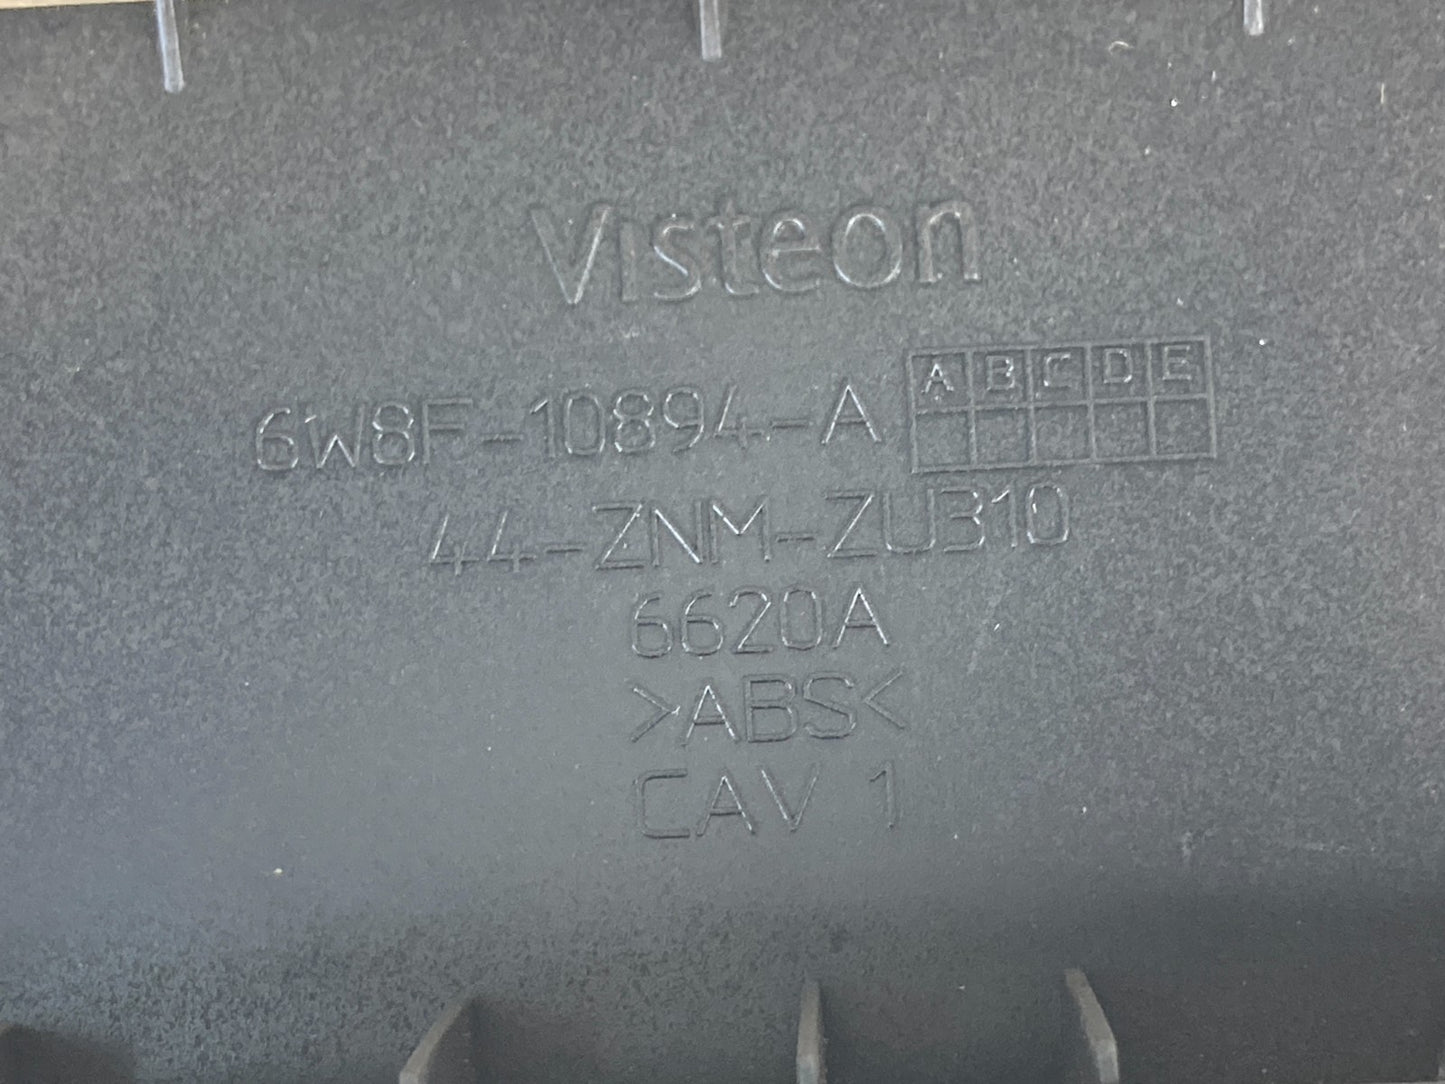 Visteon
6W8F-10894-A A B C D E
44-ZNM-ZUB10
6620A
>ABS<
CAV 1